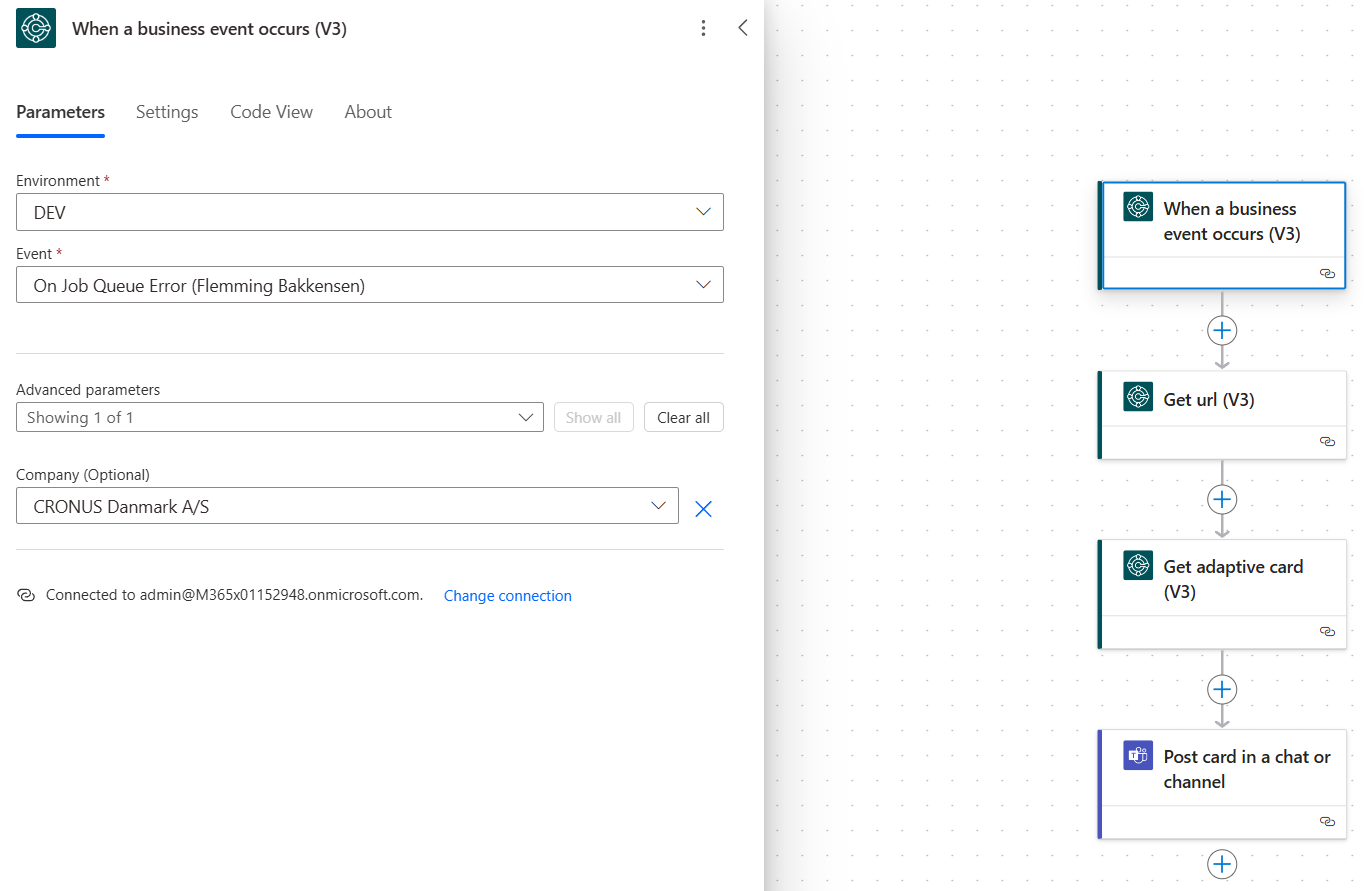 When a business event occurs (V3)
Parameters Settings Code View About
Environment *
DEV
Event *
On Job Queue Error (Flemming Bakkensen)
Advanced parameters
Showing 1 of 1 Show all Clear all
Company (Optional)
CRONUS Danmark A/S
Connected to admin@M365x01152948.onmicrosoft.com. Change connection
When a business
event occurs (V3)
Get url (V3)
Get adaptive card
(V3)
Post card in a chat or
channel